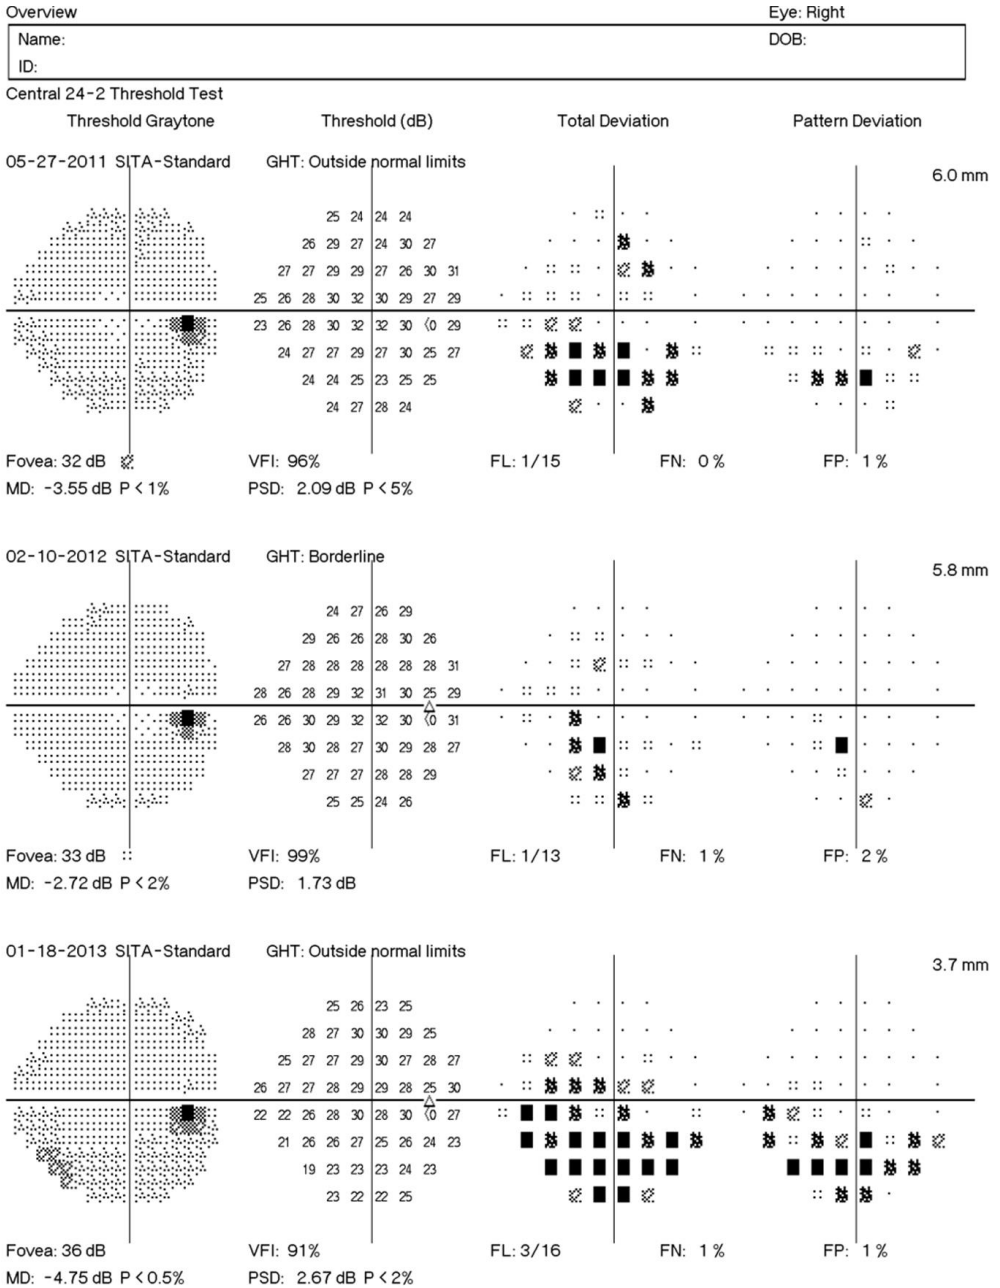 Overview Eye: Right
Name: DOB:
ID:
Central 24-2 Threshold Test
Threshold Graytone Threshold (dB) Total Deviation Pattern Deviation
05-27-2011 SITA-Standard GHT: Outside normal limits
6.0 mm
25 24 24 24
26 29 27 24 30 27
27 27 29 29 27 26 30 31
25 26 28 30 32 30 29 27 29
23 26 28 30 32 32 30 <0 29
24 27 27 29 27 30 25 27
24 24 25 23 25 25
24 27 28 24
Fovea: 32 dB VFI: 96% FL: 1/15 FN: 0 % FP: 1 %
MD: -3.55 dB P < 1% PSD: 2.09 dB P < 5%
02-10-2012 SITA-Standard GHT: Borderline
5.8 mm
24 27 26 29
29 26 26 28 30 26
27 28 28 28 28 28 28 31
28 26 28 29 32 31 30 25 29
26 26 30 29 32 32 30 <0 31
28 30 28 27 30 29 28 27
27 27 27 28 28 29
25 25 24 26
Fovea: 33 dB VFI: 99% FL: 1/13 FN: 1 % FP: 2 %
MD: -2.72 dB P < 2% PSD: 1.73 dB
01-18-2013 SITA-Standard GHT: Outside normal limits
3.7 mm
25 26 23 25
28 27 30 30 29 25
25 27 27 29 30 27 28 27
26 27 27 28 29 29 28 25 30
22 22 26 28 30 28 30 <0 27
21 26 26 27 25 26 24 23
19 23 23 23 24 23
23 22 22 25
Fovea: 36 dB VFI: 91% FL: 3/16 FN: 1 % FP: 1 %
MD: -4.75 dB P < 0.5% PSD: 2.67 dB P < 2%